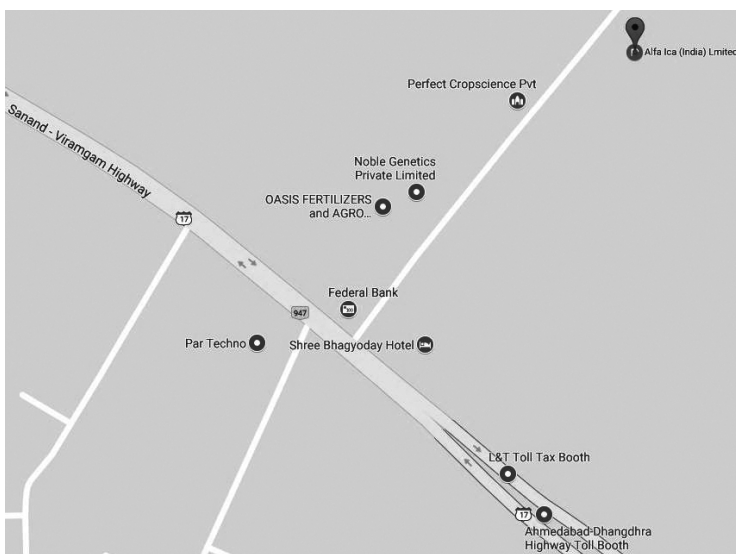 Alfa Ica (India) Lmited
Perfect Cropscience Pvt
Sanand - Viramgam Highway
Noble Genetics
Private Limited
OASIS FERTILIZERS
and AGRO...
17
Federal Bank
947
Par Techno
Shree Bhagyoday Hotel
L&T Toll Tax Booth
17
Ahmedabad-Dhangdhra
Highway Toll Booth